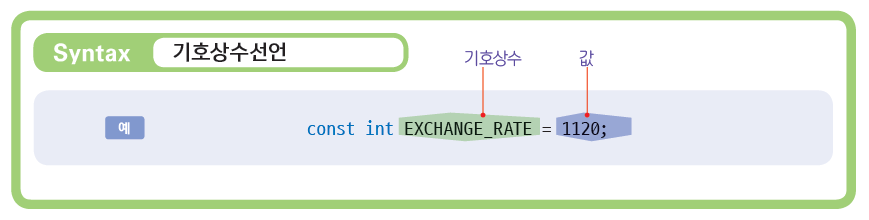 Syntax 기호상수선언
기호상수 값
예 const int EXCHANGE_RATE = 1120;